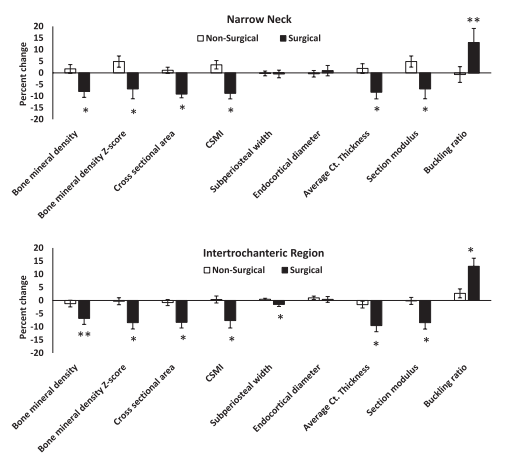 Narrow Neck
Non-Surgical Surgical
Percent change
20
15
10
5
0
-5
-10
-15
-20
**
* * * * * *
Bone mineral density
Bone mineral density Z-score
Cross sectional area
CSMI
Subperiosteal width
Endocortical diameter
Average Ct. Thickness
Section modulus
Buckling ratio
Intertrochanteric Region
Non-Surgical Surgical
Percent change
20
15
10
5
0
-5
-10
-15
-20
*
** * * * * * *
Bone mineral density
Bone mineral density Z-score
Cross sectional area
CSMI
Subperiosteal width
Endocortical diameter
Average Ct. Thickness
Section modulus
Buckling ratio